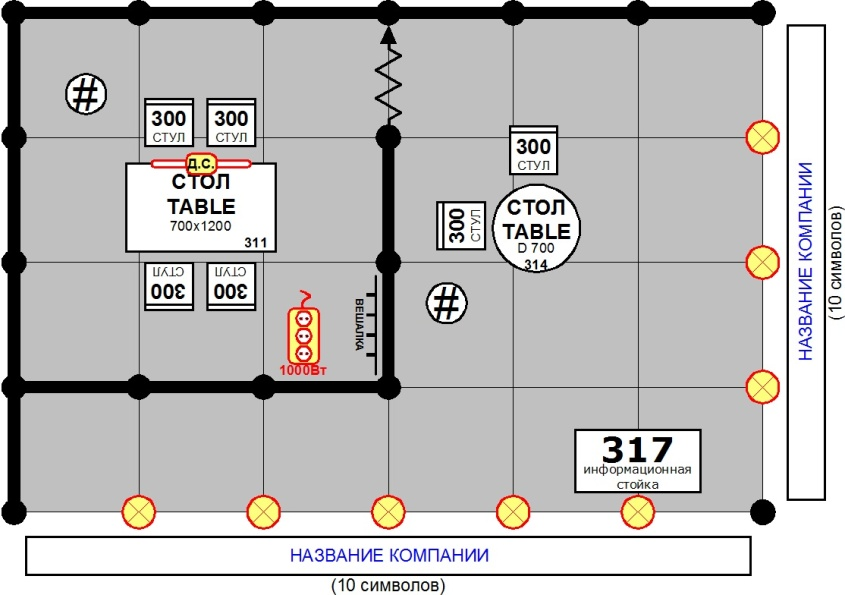 #
300
СТУЛ
300
СТУЛ
300
СТУЛ
Д.С.
СТОЛ
TABLE
700х1200
311
300
СТУЛ
СТОЛ
TABLE
D 700
314
300
СТУЛ
300
СТУЛ
#
ВЕШАЛКА
1000Вт
317
информационная
стойка
НАЗВАНИЕ КОМПАНИИ
(10 символов)
НАЗВАНИЕ КОМПАНИИ
(10 символов)